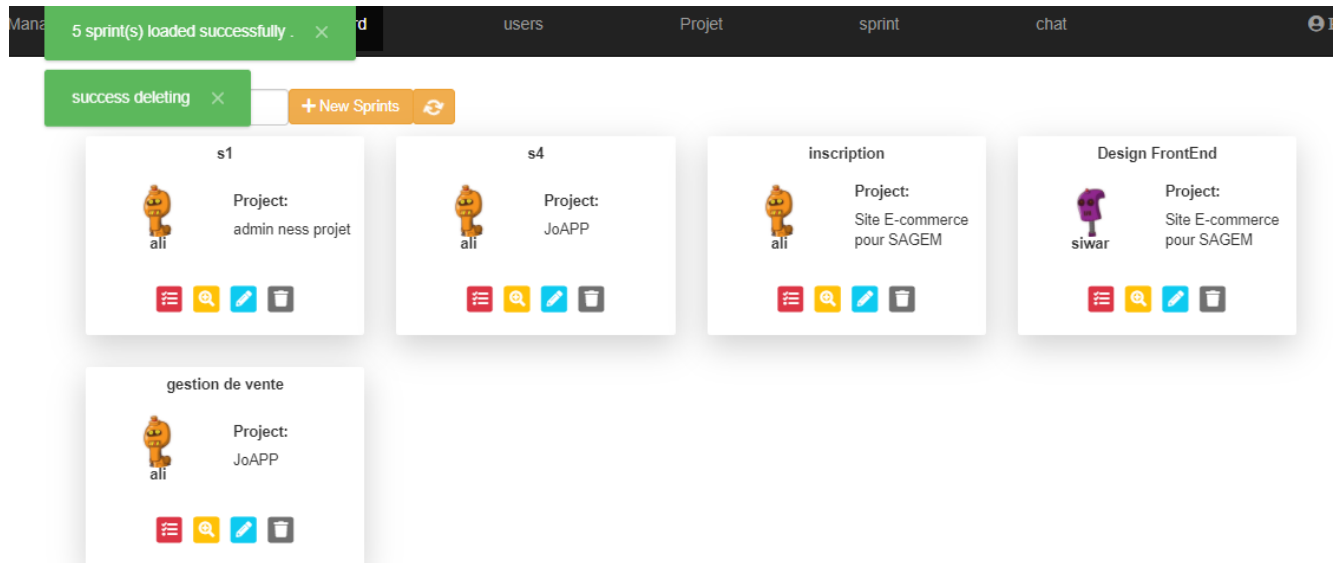 5 sprint(s) loaded successfully . ×
users
Projet
sprint
chat
success deleting ×
+ New Sprints
s1
Project:
admin ness projet
ali
s4
Project:
JoAPP
ali
inscription
Project:
Site E-commerce
pour SAGEM
ali
Design FrontEnd
Project:
Site E-commerce
pour SAGEM
siwar
gestion de vente
Project:
JoAPP
ali